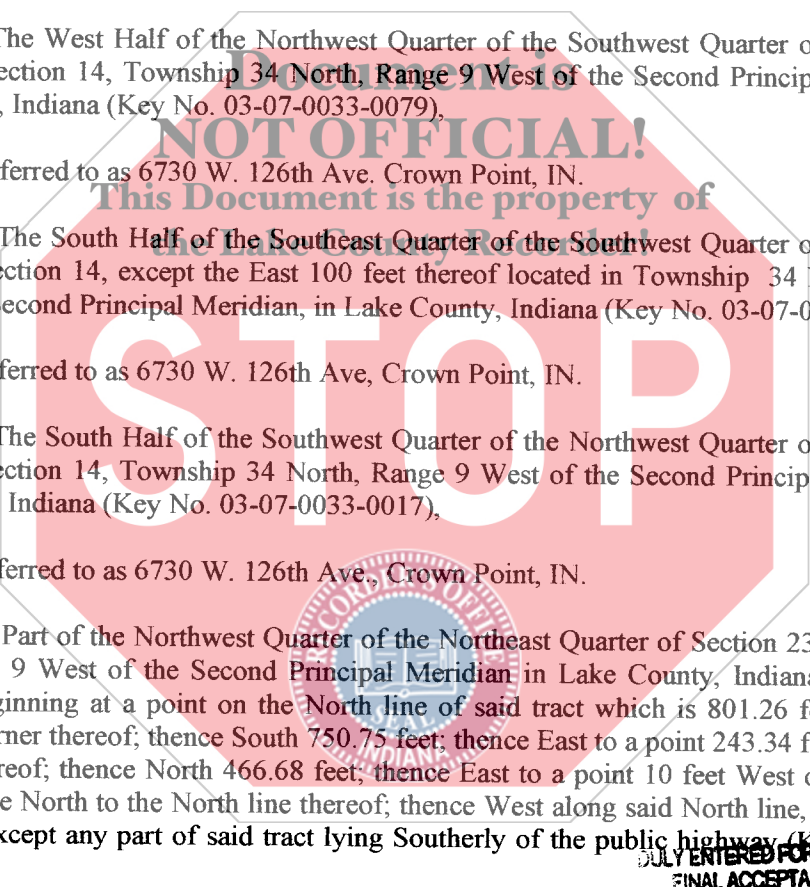 The West Half of the Northwest Quarter of the Southwest Quarter o
ection 14, Township 34 North, Range 9 West of the Second Princip
, Indiana (Key No. 03-07-0033-0079),
ferred to as 6730 W. 126th Ave. Crown Point, IN.
The South Half of the Southeast Quarter of the Southwest Quarter o
ction 14, except the East 100 feet thereof located in Township 34
econd Principal Meridian, in Lake County, Indiana (Key No. 03-07-0
ferred to as 6730 W. 126th Ave, Crown Point, IN.
The South Half of the Southwest Quarter of the Northwest Quarter o
ection 14, Township 34 North, Range 9 West of the Second Princip
Indiana (Key No. 03-07-0033-0017),
ferred to as 6730 W. 126th Ave., Crown Point, IN.
Part of the Northwest Quarter of the Northeast Quarter of Section 23
9 West of the Second Principal Meridian in Lake County, Indiana
ginning at a point on the North line of said tract which is 801.26 f
rner thereof; thence South 750.75 feet; thence East to a point 243.34 f
reof; thence North 466.68 feet; thence East to a point 10 feet West o
e North to the North line thereof; thence West along said North line,
xcept any part of said tract lying Southerly of the public highway (K
DULY ENTERED FOR
FINAL ACCEPTA
Document is
NOT OFFICIAL!
This Document is the property of
the Lake County Recorder!
STOP
RECORDER'S OFFICE
SEAL
INDIANA